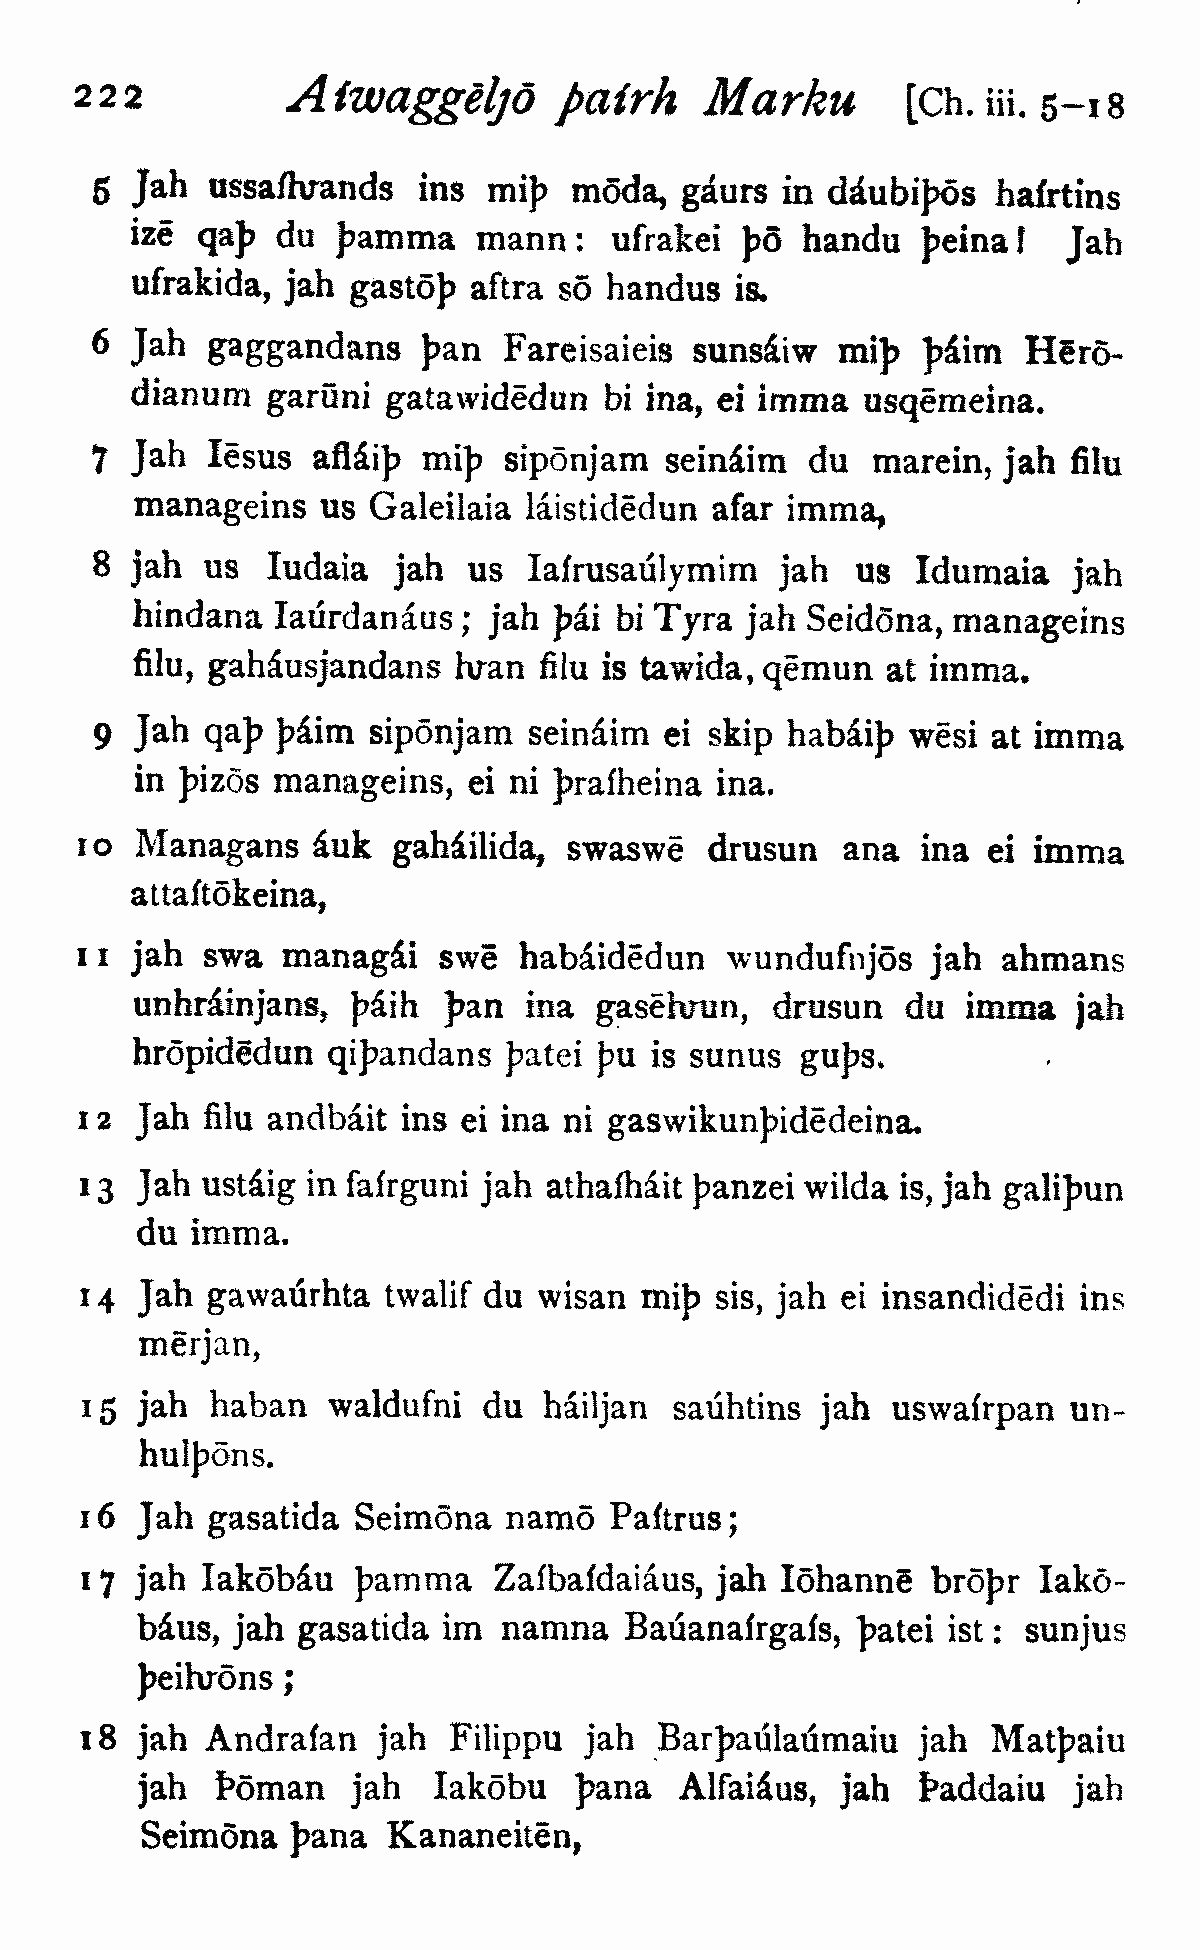 222 Aíwaggēljō þaírh Marku [Ch. iii. 5–18
5 Jah ussaíƕands ins miþ mōda, gáurs in dáubiþōs haírtins
izē qaþ du þamma mann: ufrakei þō handu þeina! Jah
ufrakida, jah gastōþ aftra sō handus is.
6 Jah gaggandans þan Fareisaieis sunsáiw miþ þáim Hērō-
dianum garūni gatawidēdun bi ina, ei imma usqēmeina.
7 Jah Iēsus afláiþ miþ sipōnjam seináim du marein, jah filu
manageins us Galeilaia láistidēdun afar imma,
8 jah us Iudaia jah us Iaírusaúlymim jah us Idumaia jah
hindana Iaúrdanáus; jah þái bi Tyra jah Seidōna, manageins
filu, gaháusjandans ƕan filu is tawida, qēmun at imma.
9 Jah qaþ þáim sipōnjam seináim ei skip habáiþ wēsi at imma
in þizōs manageins, ei ni þraíheina ina.
10 Managans áuk gaháilida, swaswē drusun ana ina ei imma
attaítōkeina,
11 jah swa managái swē habáidēdun wundufnjōs jah ahmans
unhráinjans, þáih þan ina gasēƕun, drusun du imma jah
hrōpidēdun qiþandans þatei þu is sunus guþs.
12 Jah filu andbáit ins ei ina ni gaswikunþidēdeina.
13 Jah ustáig in faírguni jah athaíháit þanzei wilda is, jah galiþun
du imma.
14 Jah gawaúrhta twalif du wisan miþ sis, jah ei insandidēdi ins
mērjan,
15 jah haban waldufni du háiljan saúhtins jah uswaírpan un-
hulþōns.
16 Jah gasatida Seimōna namō Paítrus;
17 jah Iakōbáu þamma Zaíbaídaiáus, jah Iōhannē brōþr Iakō-
báus, jah gasatida im namna Baúanaírgaís, þatei ist: sunjus
þeiƕōns;
18 jah Andraían jah Filippu jah Barþaúlaúmaiu jah Matþaiu
jah Þōman jah Iakōbu þana Alfaiáus, jah Þaddaiu jah
Seimōna þana Kananeitēn,